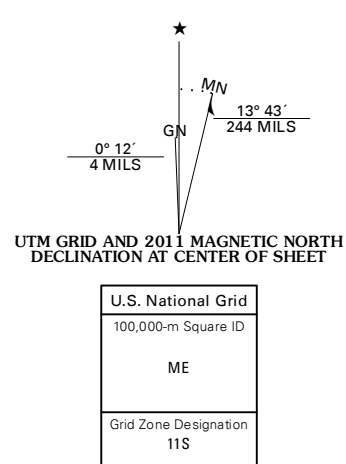 ★
MN
GN
13° 43´
244 MILS
0° 12´
4 MILS
UTM GRID AND 2011 MAGNETIC NORTH
DECLINATION AT CENTER OF SHEET
U.S. National Grid
100,000-m Square ID
ME
Grid Zone Designation
11S